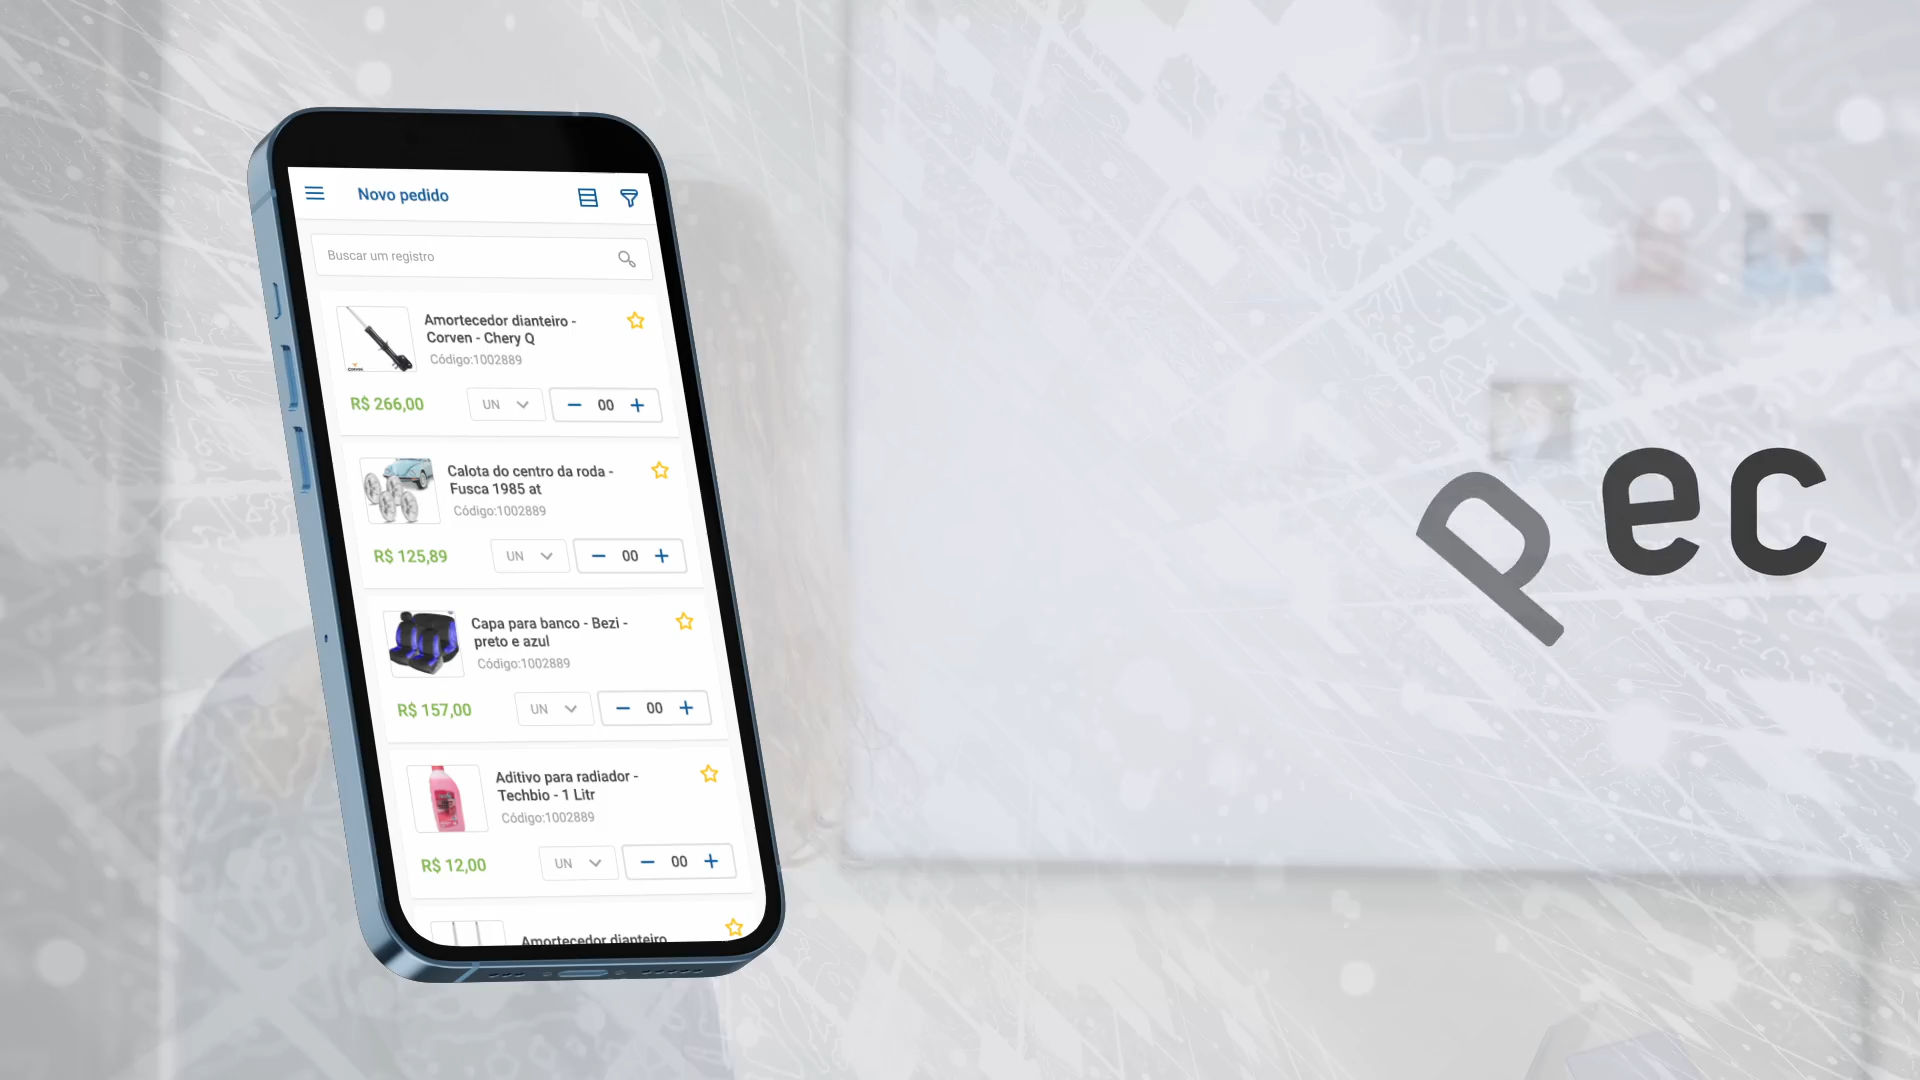 Novo pedido
Buscar um registro
Amortecedor dianteiro -
Corven - Chery Q
Código:1002889
R$ 266,00
UN
00
Calota do centro da roda -
Fusca 1985 at
Código:1002889
R$ 125,89
UN
00
Capa para banco - Bezi -
preto e azul
Código:1002889
R$ 157,00
UN
00
Aditivo para radiador -
Techbio - 1 Litr
Código:1002889
R$ 12,00
UN
00
Amortecedor dianteiro
pec